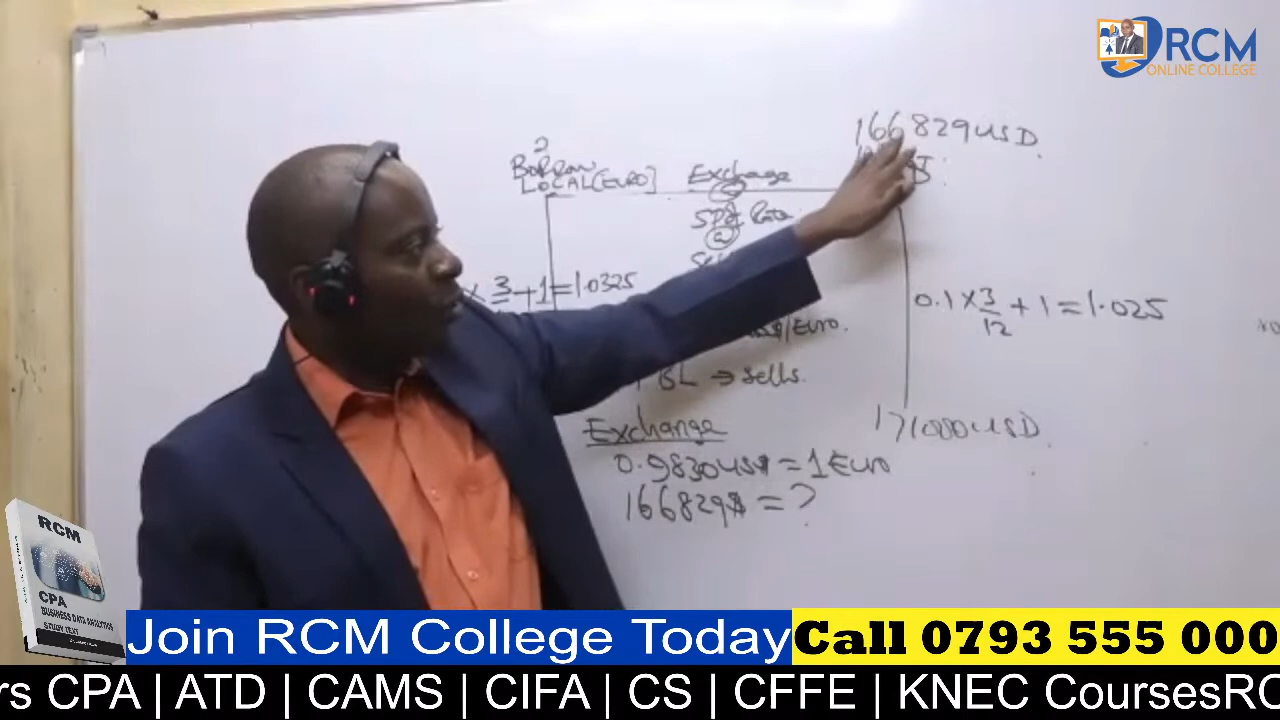 RCM
ONLINE COLLEGE
166829 USD
2
BORROW
LOCAL[EURO]
Exchange
Spot Rate
(a)
× 3/ +1 = 1.0325
0.1 × 3/12 + 1 = 1.025
/Euro.
BL → sells.
171000 USD
Exchange
0.9830US$ = 1 Euro
166829$ = ?
RCM
CPA
BUSINESS DATA ANALYTICS
STUDY TEXT
Join RCM College Today
Call 0793 555 000
rs CPA | ATD | CAMS | CIFA | CS | CFFE | KNEC CoursesRC